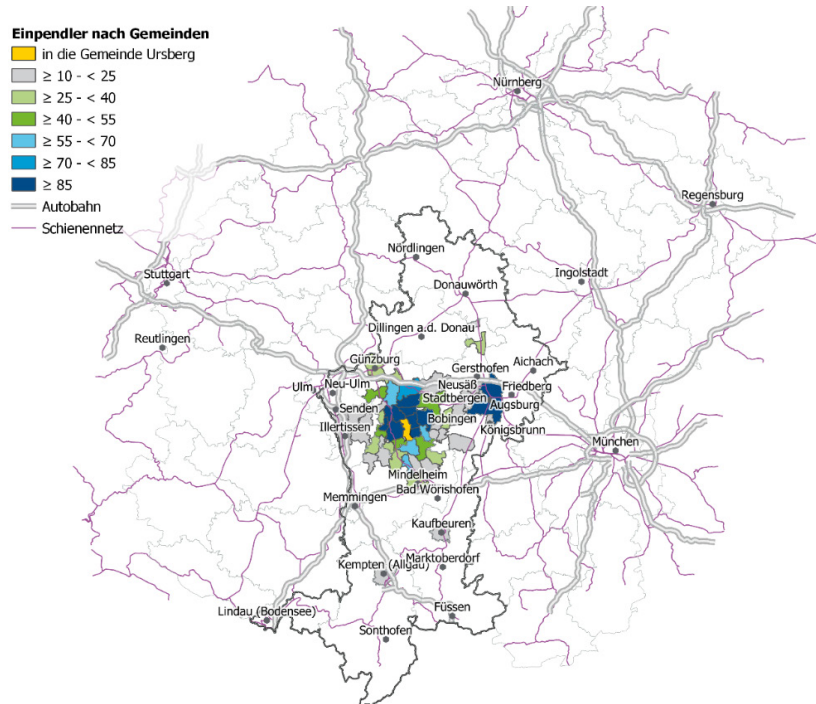 Einpendler nach Gemeinden
in die Gemeinde Ursberg
≥ 10 - < 25
≥ 25 - < 40
≥ 40 - < 55
≥ 55 - < 70
≥ 70 - < 85
≥ 85
Autobahn
Schienennetz
Nürnberg
Regensburg
Nördlingen
Stuttgart
Ingolstadt
Donauwörth
Dillingen a.d. Donau
Reutlingen
Günzburg
Aichach
Gersthofen
Ulm
Neu-Ulm
Neusäß
Friedberg
Stadtbergen
Senden
Augsburg
Bobingen
Illertissen
Königsbrunn
München
Mindelheim
Bad Wörishofen
Memmingen
Kaufbeuren
Marktoberdorf
Kempten (Allgäu)
Lindau (Bodensee)
Füssen
Sonthofen